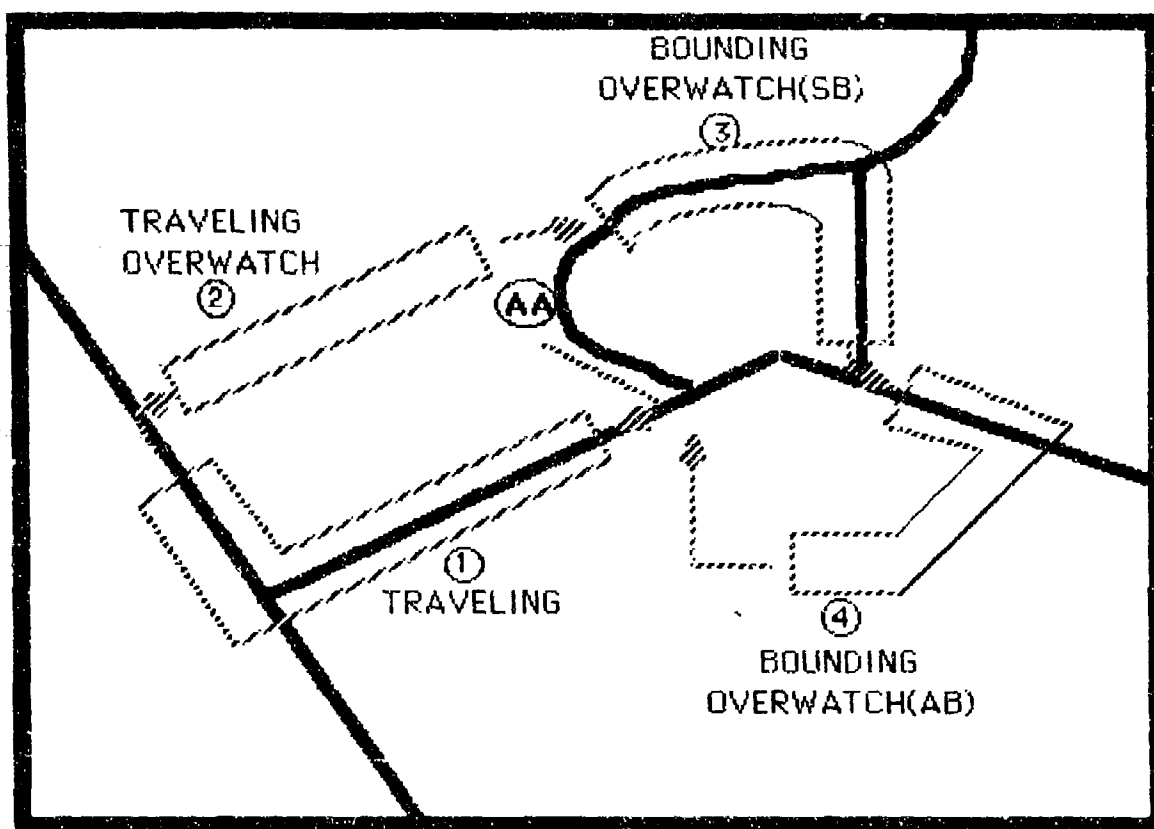 BOUNDING
OVERWATCH(SB)
3
TRAVELING
OVERWATCH
2
AA
1
TRAVELING
4
BOUNDING
OVERWATCH(AB)